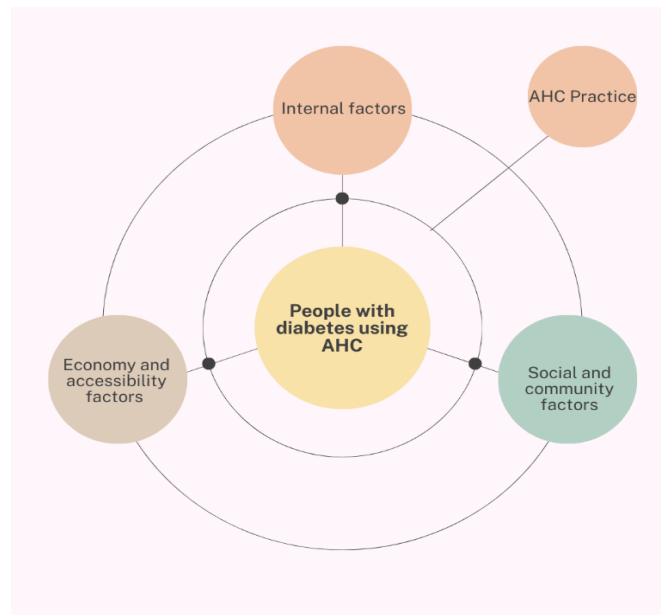 Internal factors
AHC Practice
People with
diabetes using
AHC
Economy and
accessibility
factors
Social and
community
factors